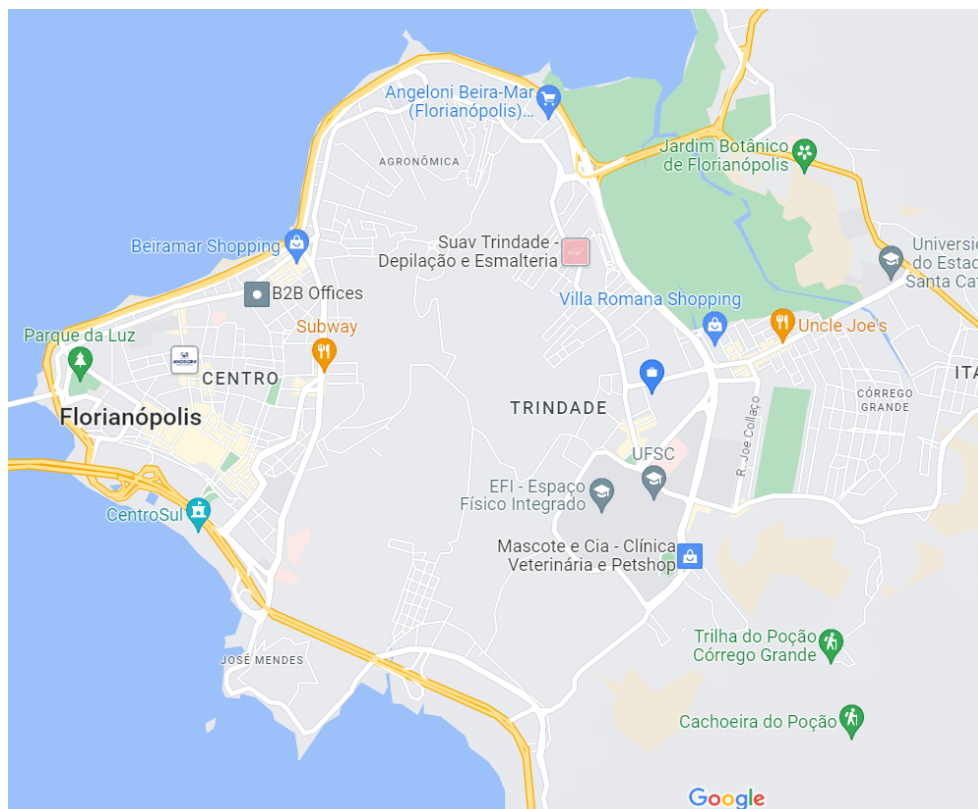 Angeloni Beira-Mar
(Florianópolis)...
AGRONÔMICA
Jardim Botânico
de Florianópolis
Beiramar Shopping
Suav Trindade -
Depilação e Esmalteria
Universio
do Estado
Santa Cat
B2B Offices
Villa Romana Shopping
Parque da Luz
Subway
Uncle Joe's
ANGELONI
CENTRO
ITA
CÓRREGO
GRANDE
TRINDADE
Florianópolis
R. Joe Collaço
UFSC
EFI - Espaço
Físico Integrado
CentroSul
Mascote e Cia - Clínica
Veterinária e Petshop
Trilha do Poção
Córrego Grande
JOSÉ MENDES
Cachoeira do Poção
Google